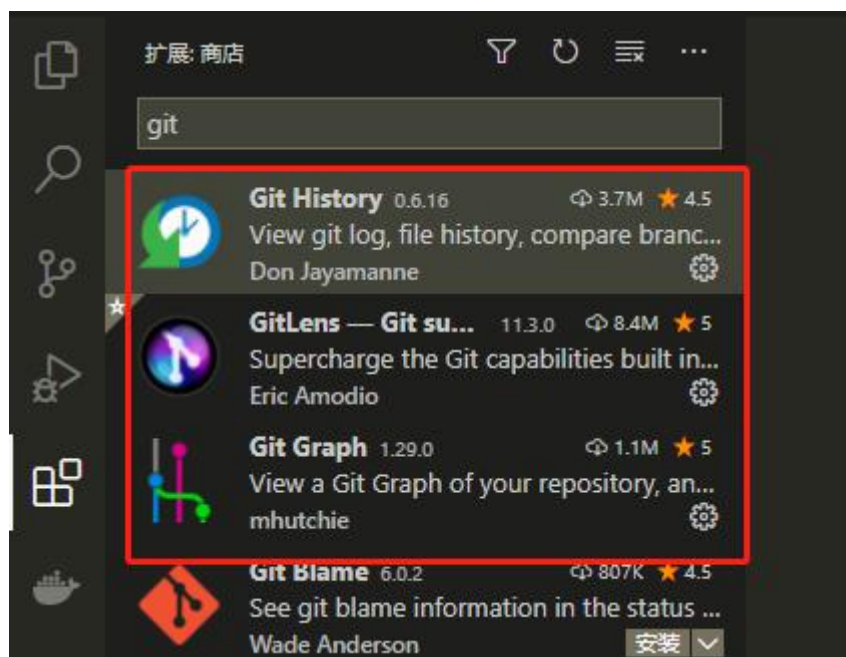 扩展: 商店
git
Git History 0.6.16 3.7M 4.5
View git log, file history, compare branc...
Don Jayamanne
GitLens — Git su... 11.3.0 8.4M 5
Supercharge the Git capabilities built in...
Eric Amodio
Git Graph 1.29.0 1.1M 5
View a Git Graph of your repository, an...
mhutchie
Git Blame 6.0.2 807K 4.5
See git blame information in the status ...
Wade Anderson 安装